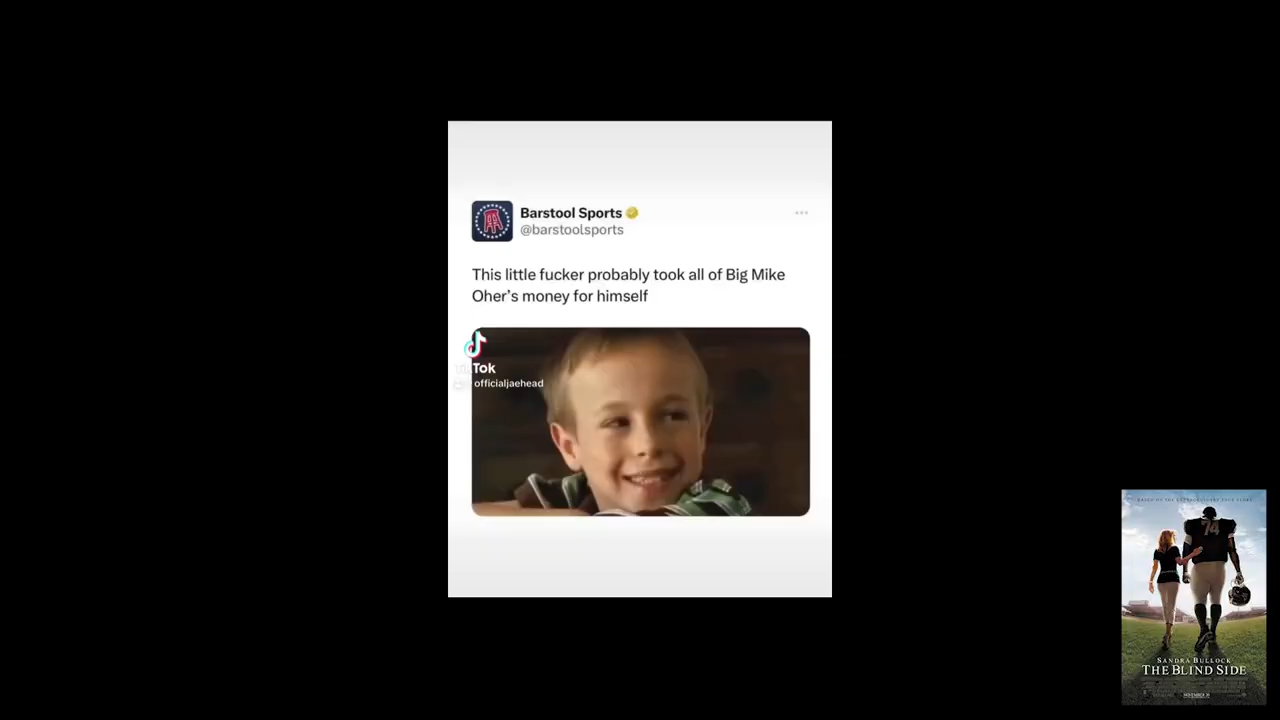 Barstool Sports
@barstoolsports
This little fucker probably took all of Big Mike
Oher's money for himself
Tok
officialjaehead
74
SANDRA BULLOCK
THE BLIND SIDE